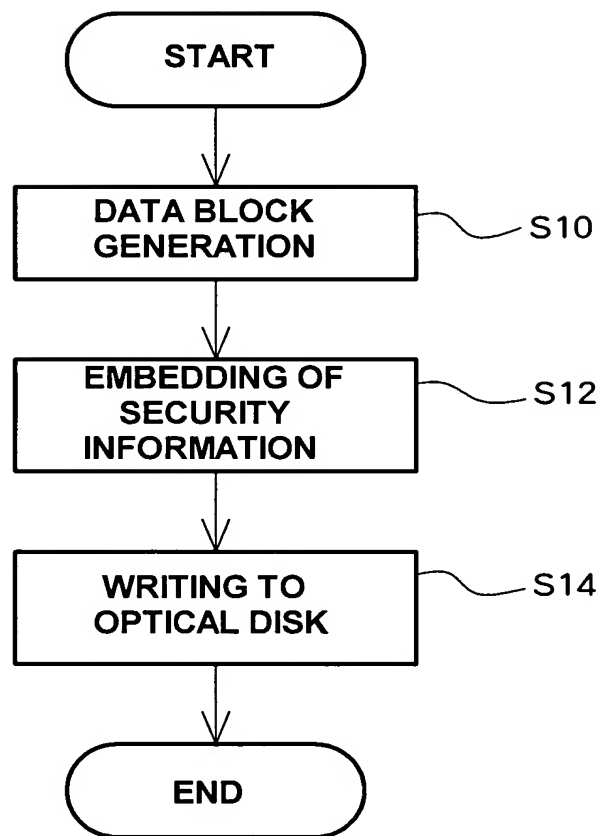 START
DATA BLOCK
GENERATION
S10
EMBEDDING OF
SECURITY
INFORMATION
S12
WRITING TO
OPTICAL DISK
S14
END